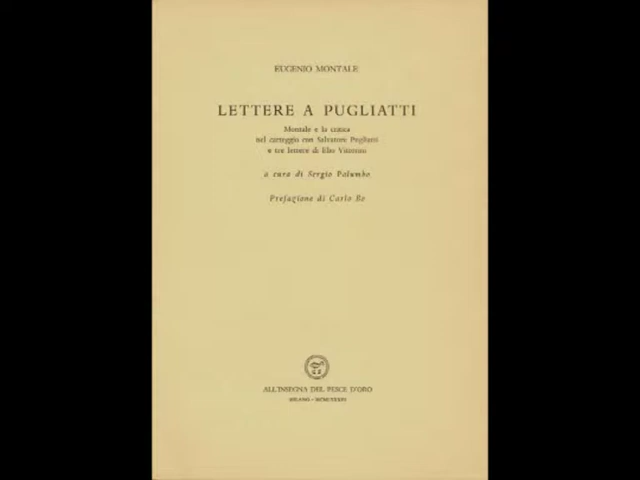 EUGENIO MONTALE
LETTERE A PUGLIATTI
Montale e la critica
nel carteggio con Salvatore Pugliatti
e tre lettere di Elio Vittorini
a cura di Sergio Palumbo
Prefazione di Carlo Bo
ALL'INSEGNA DEL PESCE D'ORO
MILANO -